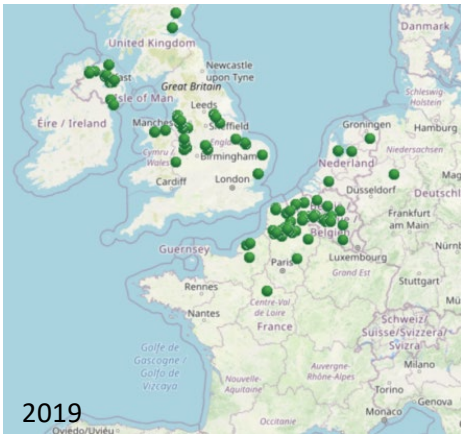 Danmark
United Kingdom
Newcastle
upon Tyne
Great Britain
Schleswig-
Holstein
Isle of Man
Leeds
Groningen
Hamburg
Éire / Ireland
Sheffield
Niedersachsen
Cymru /
Wales
Birmingham
Nederland
Cardiff
London
Düsseldorf
Deutschl
Belgien
Frankfurt
am Main
Guernsey
Luxembourg
Paris
Grand Est
Rennes
Stuttgart
Nantes
Centre-Val
de Loire
France
Schweiz/
Suisse/Svizzera/
Svizra
Golfe de
Gascogne /
Golfo de
Vizcaya
Auvergne-
Rhône-Alpes
Milano
Nouvelle
Aquitaine
Torino
Genova
2019
Occitanie
Monaco
Oviedo/Uviéu